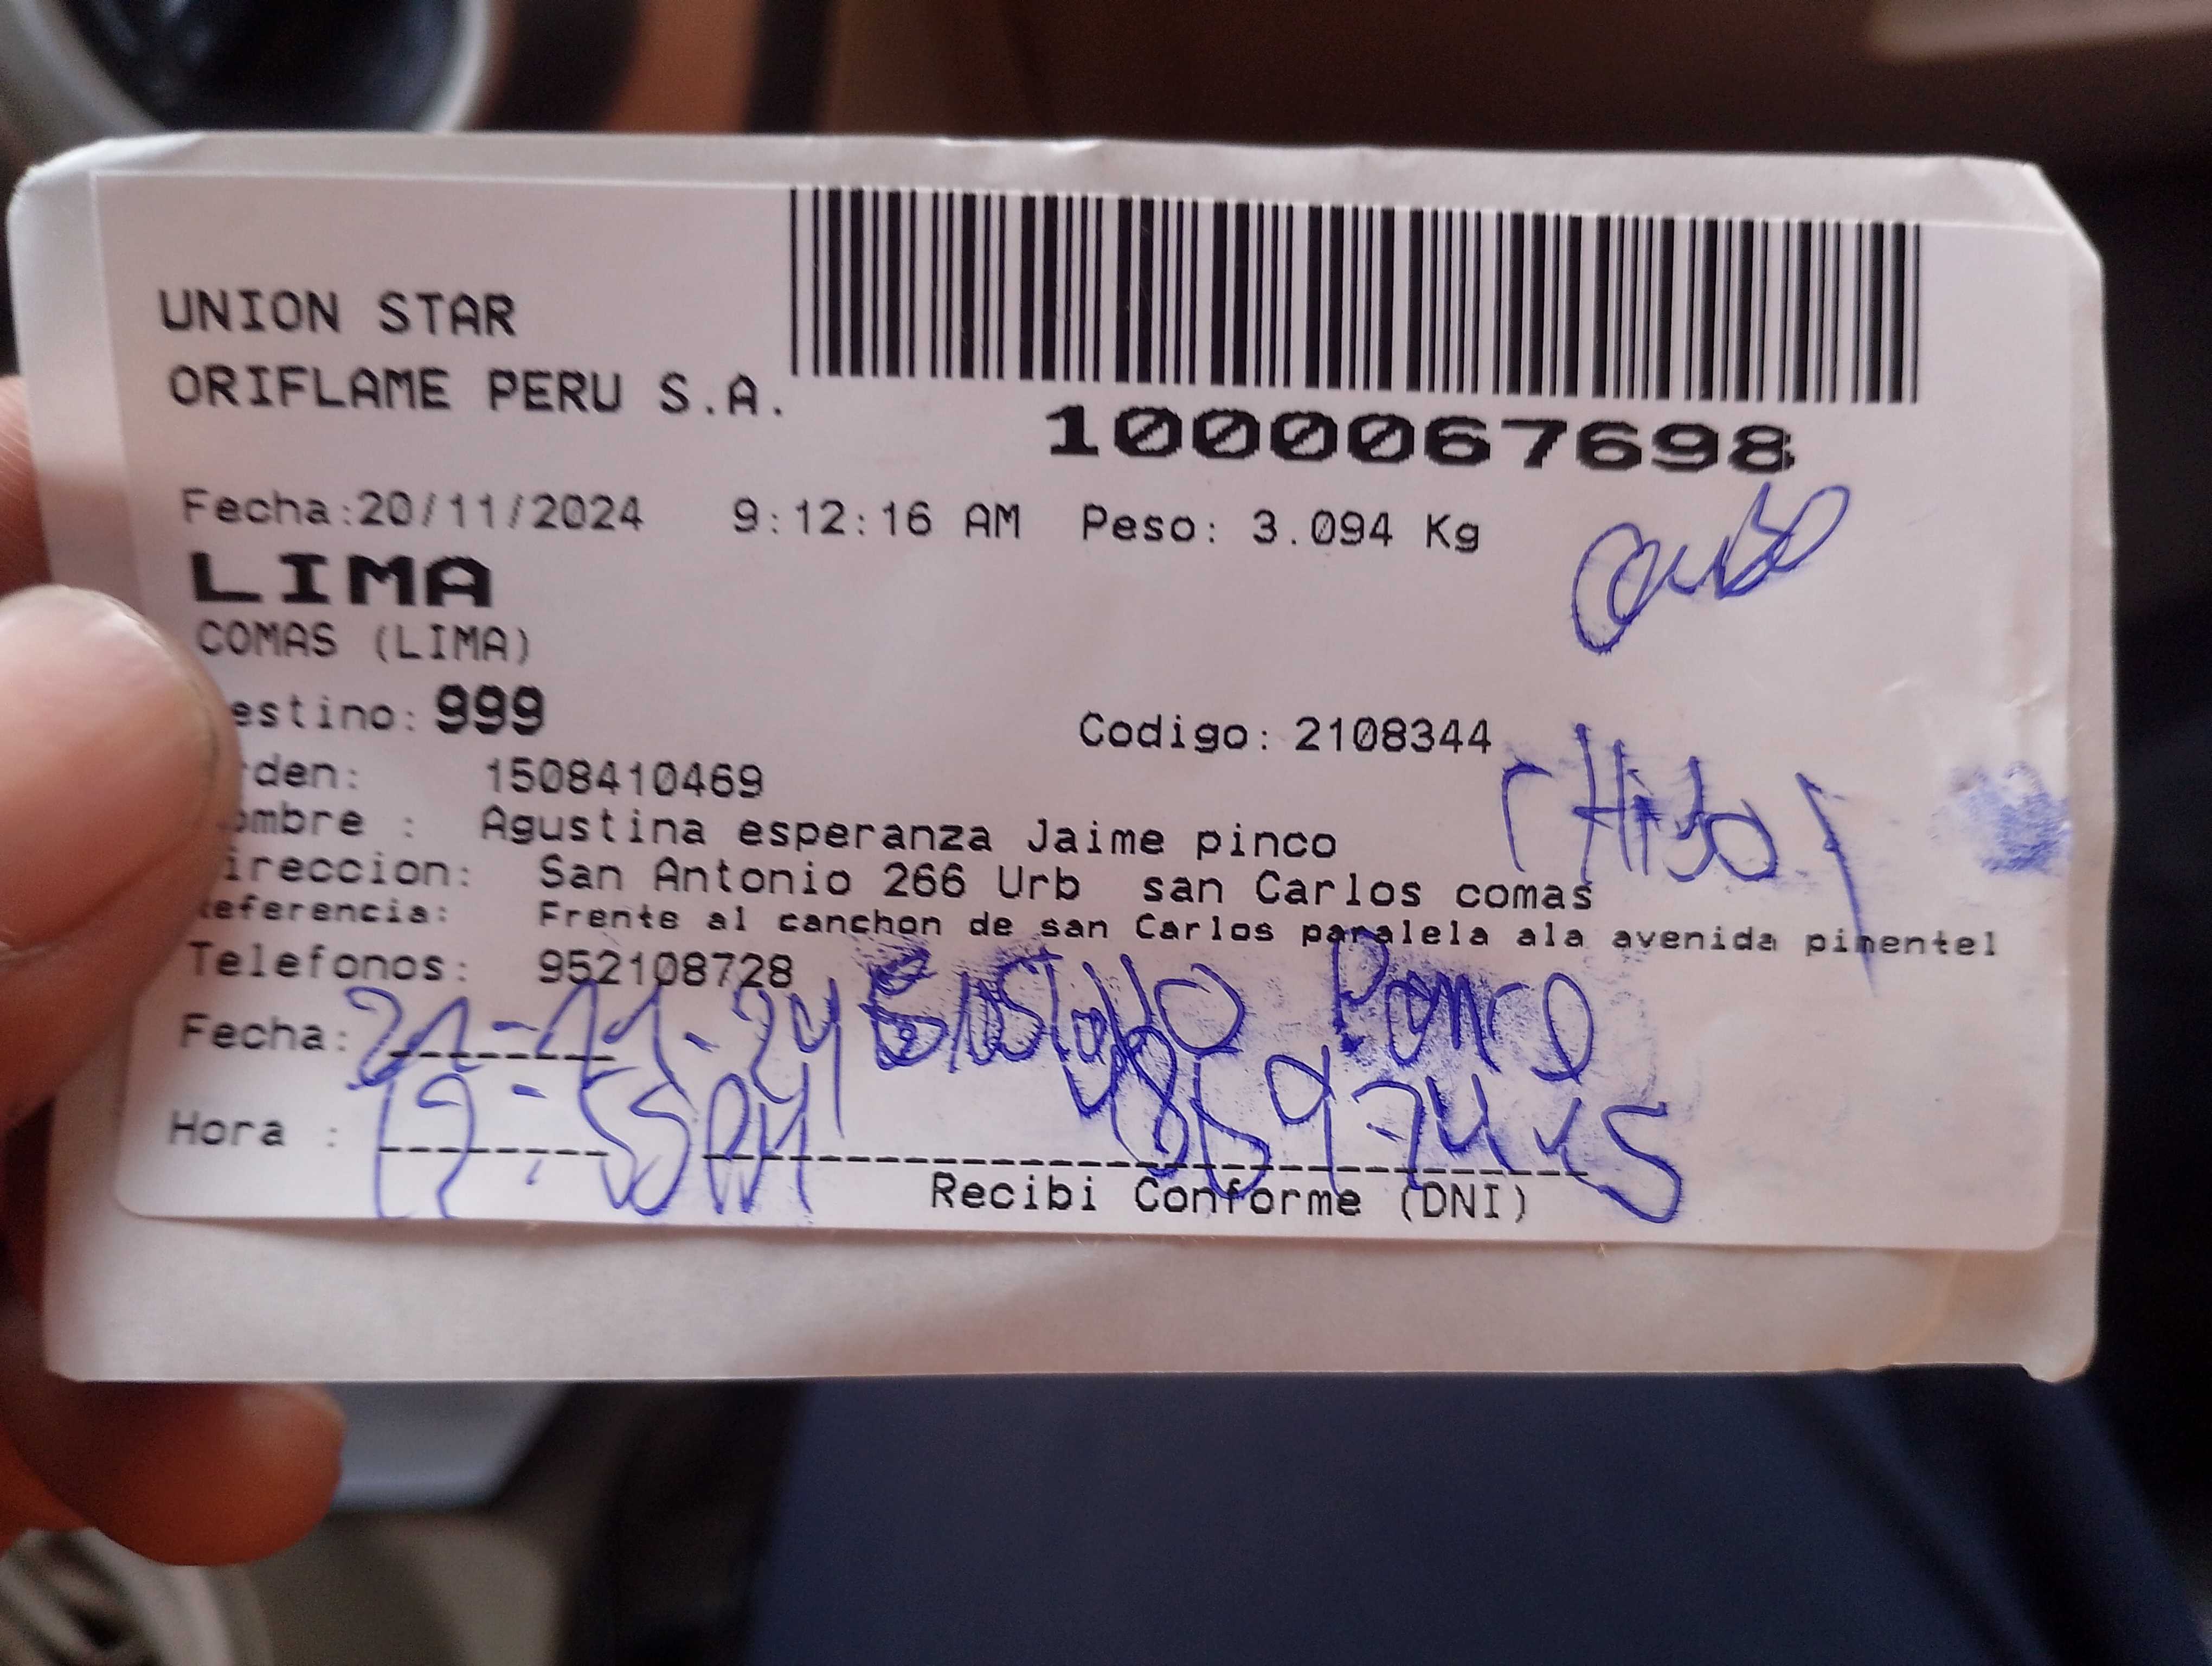 UNION STAR
ORIFLAME PERU S.A.
1000067698
Fecha:20/11/2024 9:12:16 AM Peso: 3.094 Kg
LIMA
COMAS (LIMA)
estino: 999 Codigo: 2108344
rden: 1508410469
ombre : Agustina esperanza Jaime pinco
(Hijo)
ireccion: San Antonio 266 Urb san Carlos comas
eferencia: Frente al canchon de san Carlos paralela ala avenida pimentel
Telefonos: 952108728
Fecha: 21-11-24 Ponce
Hora : 12:55 PM
Recibi Conforme (DNI)